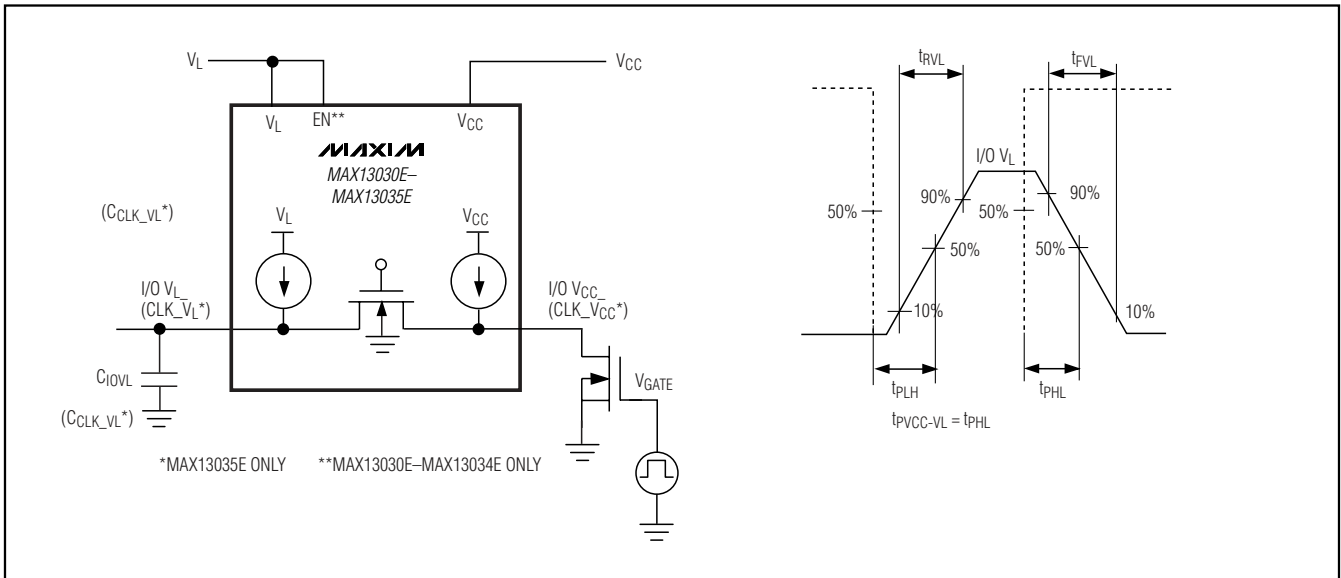 VL
VCC
VL
EN**
VCC
MAXIM
MAX13030E–
MAX13035E
(CCLK_VL*)
VL
VCC
I/O VL_
(CLK_VL*)
I/O VCC_
(CLK_VCC*)
CIOVL
(CCLK_VL*)
VGATE
*MAX13035E ONLY **MAX13030E–MAX13034E ONLY
tRVL
tFVL
I/O VL
90%
90%
50%
50%
50%
50%
10%
10%
tPLH
tPHL
tPVCC-VL = tPHL